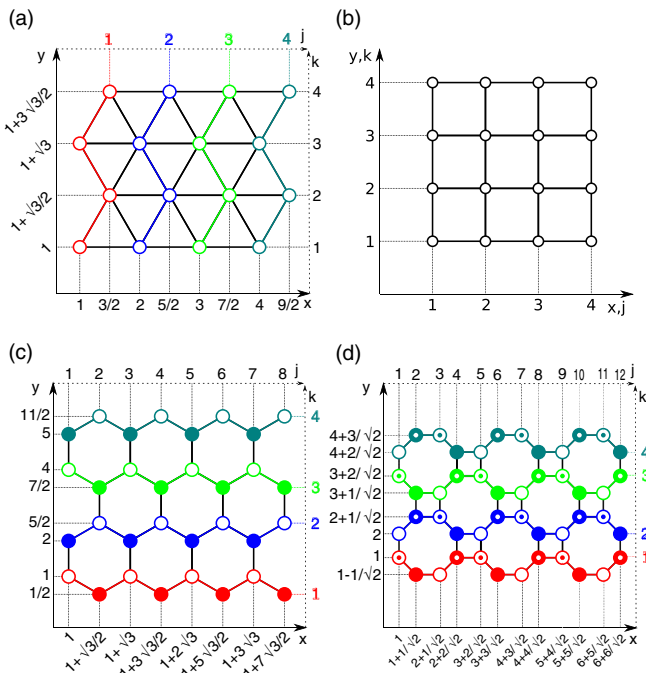 (a)
1 2 3 4 j
y k
1+3√3/2 4
1+√3 3
1+√3/2 2
1 1
x
1 3/2 2 5/2 3 7/2 4 9/2
(b)
y,k
4
3
2
1
1 2 3 4 x,j
(c)
1 2 3 4 5 6 7 8 j
y k
11/2 4
5
4
7/2 3
5/2 2
2
1
1/2 1
x
1 1+√3/2 1+√3 1+3√3/2 1+2√3 1+5√3/2 1+3√3 1+7√3/2
(d)
1 2 3 4 5 6 7 8 9 10 11 12 j
y k
4+3/√2
4+2/√2 4
3+2/√2 3
3+1/√2
2+1/√2
2 2
1 1
1-1/√2
x
1 1+1/√2 2+1/√2 2+2/√2 3+2/√2 3+3/√2 4+3/√2 4+4/√2 5+4/√2 5+5/√2 6+5/√2 6+6/√2